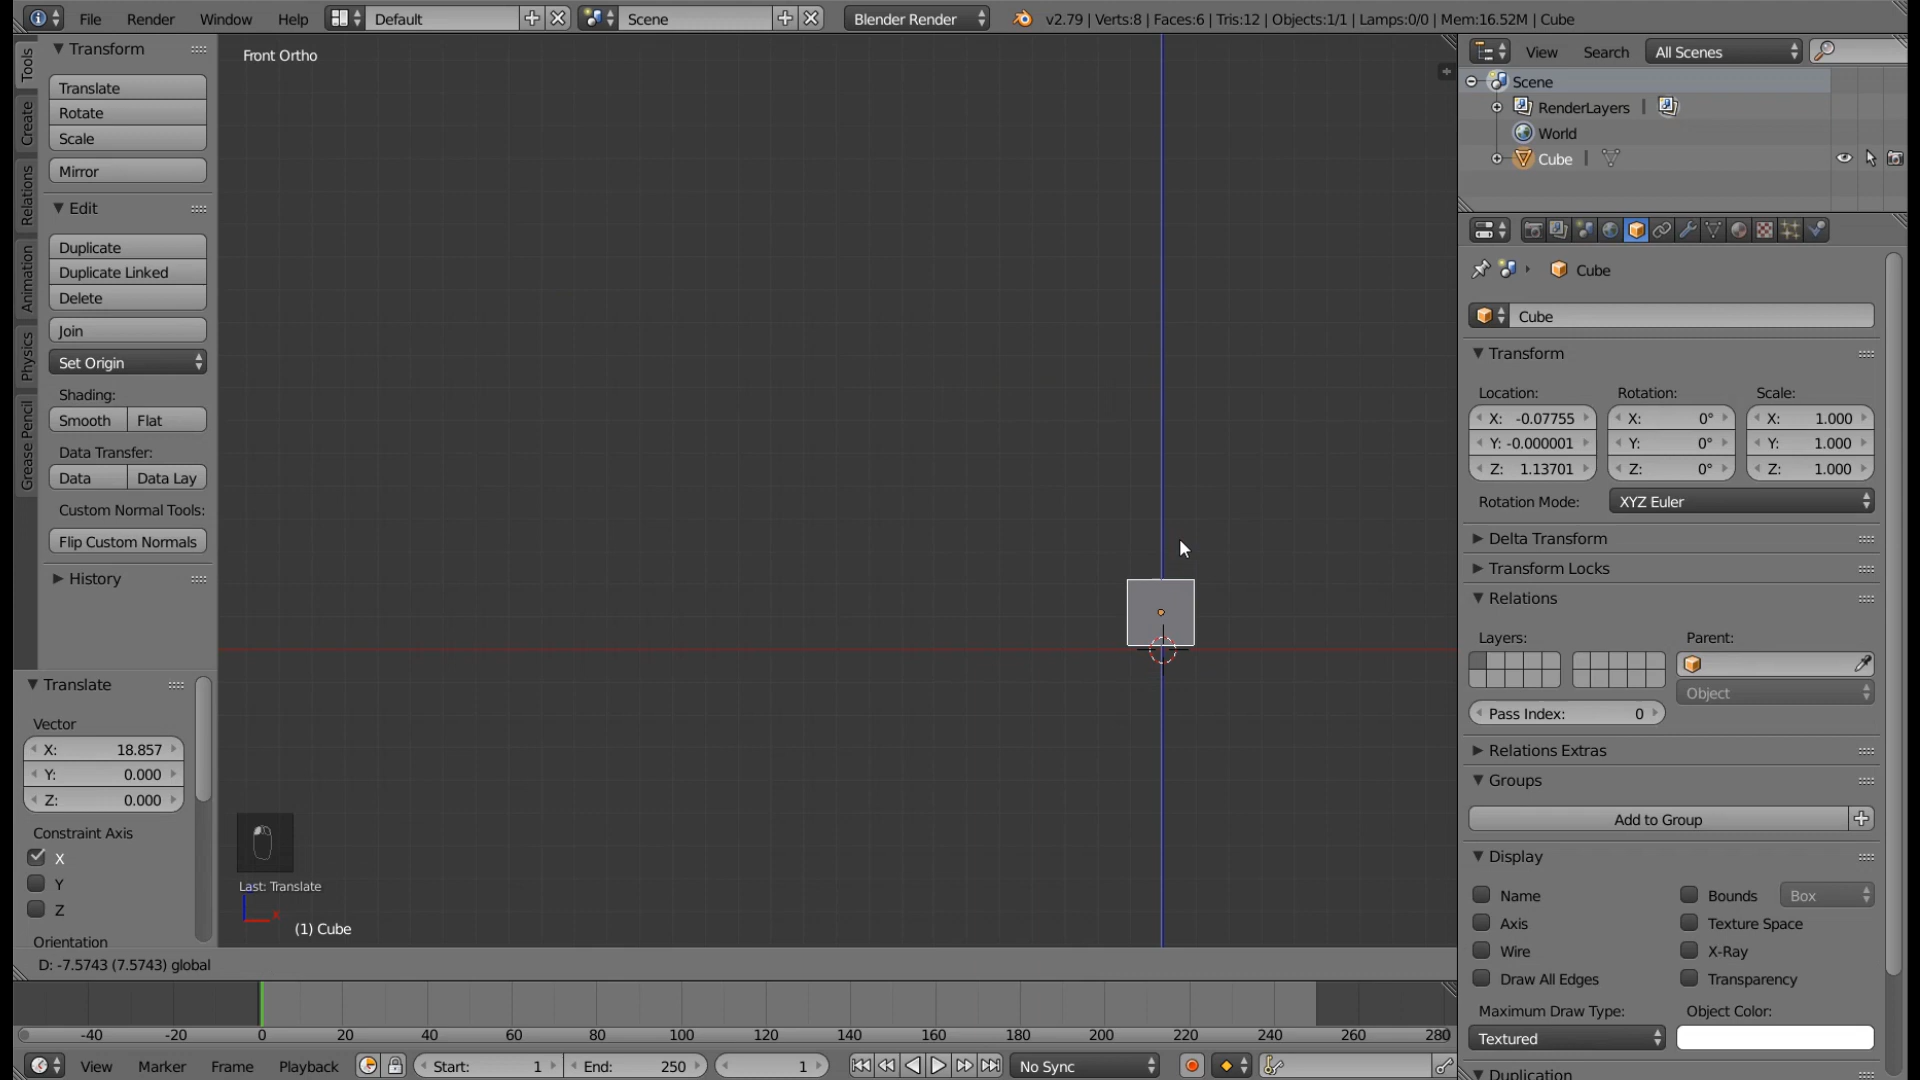 File Render Window Help Default Scene Blender Render v2.79 | Verts:8 | Faces:6 | Tris:12 | Objects:1/1 | Lamps:0/0 | Mem:16.52M | Cube
Tools
Create
Relations
Animation
Physics
Grease Pencil
Transform
Translate
Rotate
Scale
Mirror
Edit
Duplicate
Duplicate Linked
Delete
Join
Set Origin
Shading:
Smooth Flat
Data Transfer:
Data Data Lay
Custom Normal Tools:
Flip Custom Normals
History
Translate
Vector
X: 18.857
Y: 0.000
Z: 0.000
Constraint Axis
X
Y
Z
Orientation
Front Ortho
Last: Translate
x
(1) Cube
D: -7.5743 (7.5743) global
View Search All Scenes
Scene
RenderLayers |
World
Cube |
Cube
Cube
Transform
Location: Rotation: Scale:
X: -0.07755 X: 0° X: 1.000
Y: -0.000001 Y: 0° Y: 1.000
Z: 1.13701 Z: 0° Z: 1.000
Rotation Mode: XYZ Euler
Delta Transform
Transform Locks
Relations
Layers: Parent:
Object
Pass Index: 0
Relations Extras
Groups
Add to Group
Display
Name Bounds Box
Axis Texture Space
Wire X-Ray
Draw All Edges Transparency
Maximum Draw Type: Object Color:
Textured
Duplication
-40 -20 0 20 40 60 80 100 120 140 160 180 200 220 240 260 280
View Marker Frame Playback Start: 1 End: 250 1 No Sync